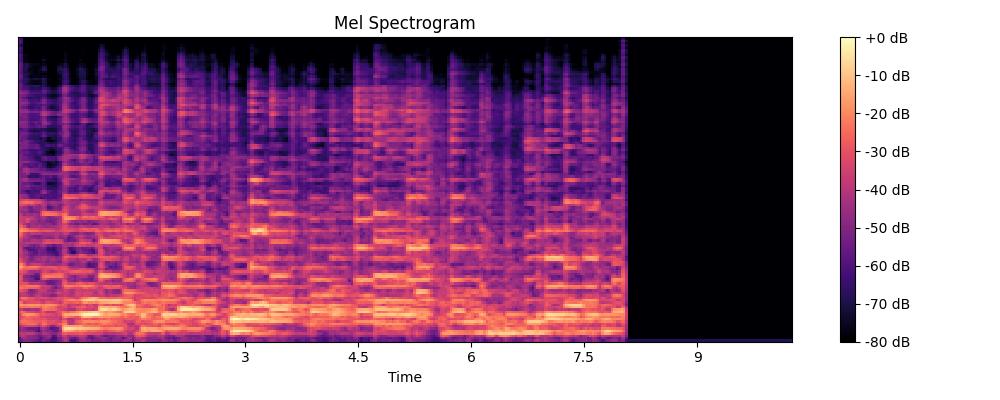 Mel Spectrogram
+0 dB
-10 dB
-20 dB
-30 dB
-40 dB
-50 dB
-60 dB
-70 dB
-80 dB
0 1.5 3 4.5 6 7.5 9
Time